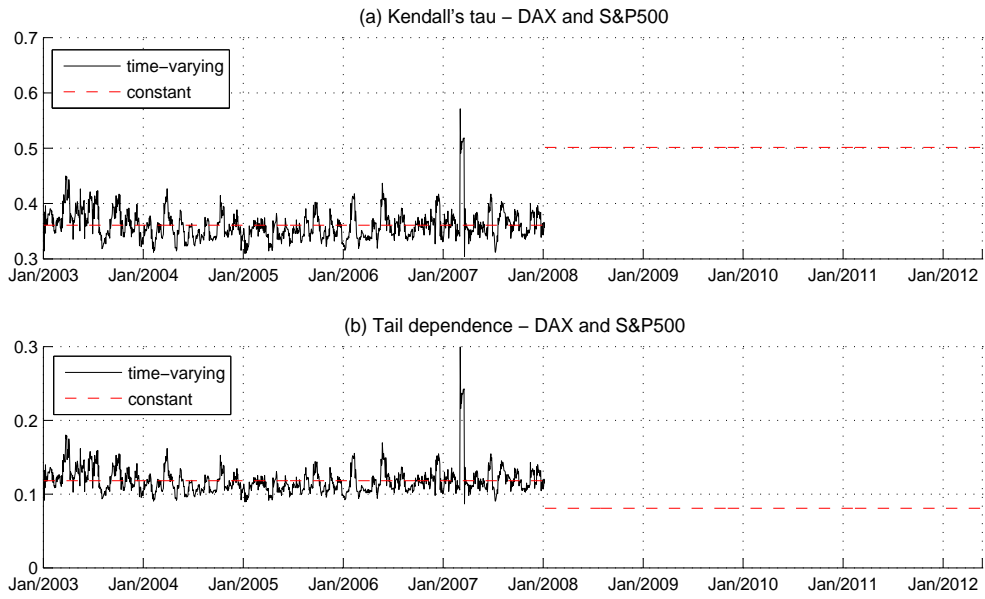 (a) Kendall's tau – DAX and S&P500
0.7
0.6
0.5
0.4
0.3
time–varying
constant
Jan/2003 Jan/2004 Jan/2005 Jan/2006 Jan/2007 Jan/2008 Jan/2009 Jan/2010 Jan/2011 Jan/2012
(b) Tail dependence – DAX and S&P500
0.3
0.2
0.1
0
time–varying
constant
Jan/2003 Jan/2004 Jan/2005 Jan/2006 Jan/2007 Jan/2008 Jan/2009 Jan/2010 Jan/2011 Jan/2012